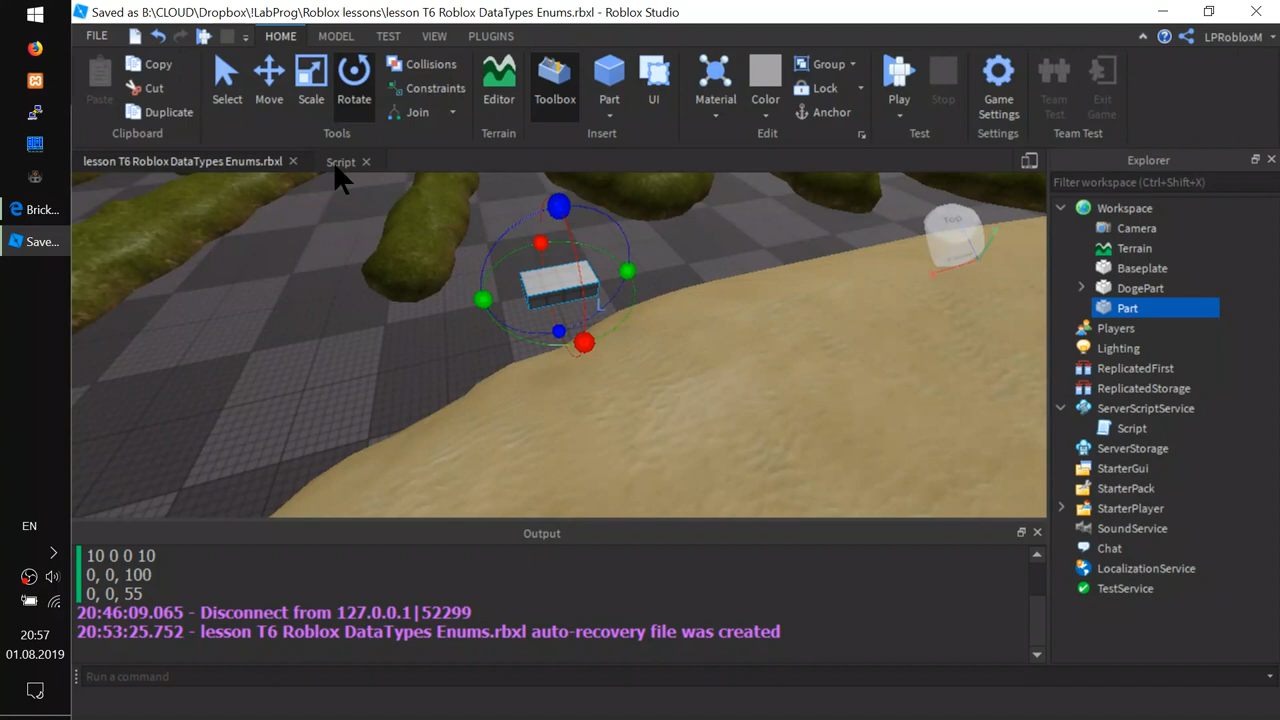 Saved as B:\CLOUD\Dropbox\!LabProg\Roblox lessons\lesson T6 Roblox DataTypes Enums.rbxl - Roblox Studio
FILE HOME MODEL TEST VIEW PLUGINS LPRobloxM
Paste Copy Cut Duplicate
Select Move Scale Rotate Collisions Constraints Join
Editor Toolbox Part UI
Material Color Group Lock Anchor
Play Stop Game Settings Team Test Exit Game
Clipboard Tools Terrain Insert Edit Test Settings Team Test
lesson T6 Roblox DataTypes Enums.rbxl Script
Top
Explorer
Filter workspace (Ctrl+Shift+X)
Workspace
Camera
Terrain
Baseplate
DogePart
Part
Players
Lighting
ReplicatedFirst
ReplicatedStorage
ServerScriptService
Script
ServerStorage
StarterGui
StarterPack
StarterPlayer
SoundService
Chat
LocalizationService
TestService
Output
10 0 0 10
0, 0, 100
0, 0, 55
20:46:09.065 - Disconnect from 127.0.0.1|52299
20:53:25.752 - lesson T6 Roblox DataTypes Enums.rbxl auto-recovery file was created
Run a command
Brick...
Save...
EN
20:57
01.08.2019